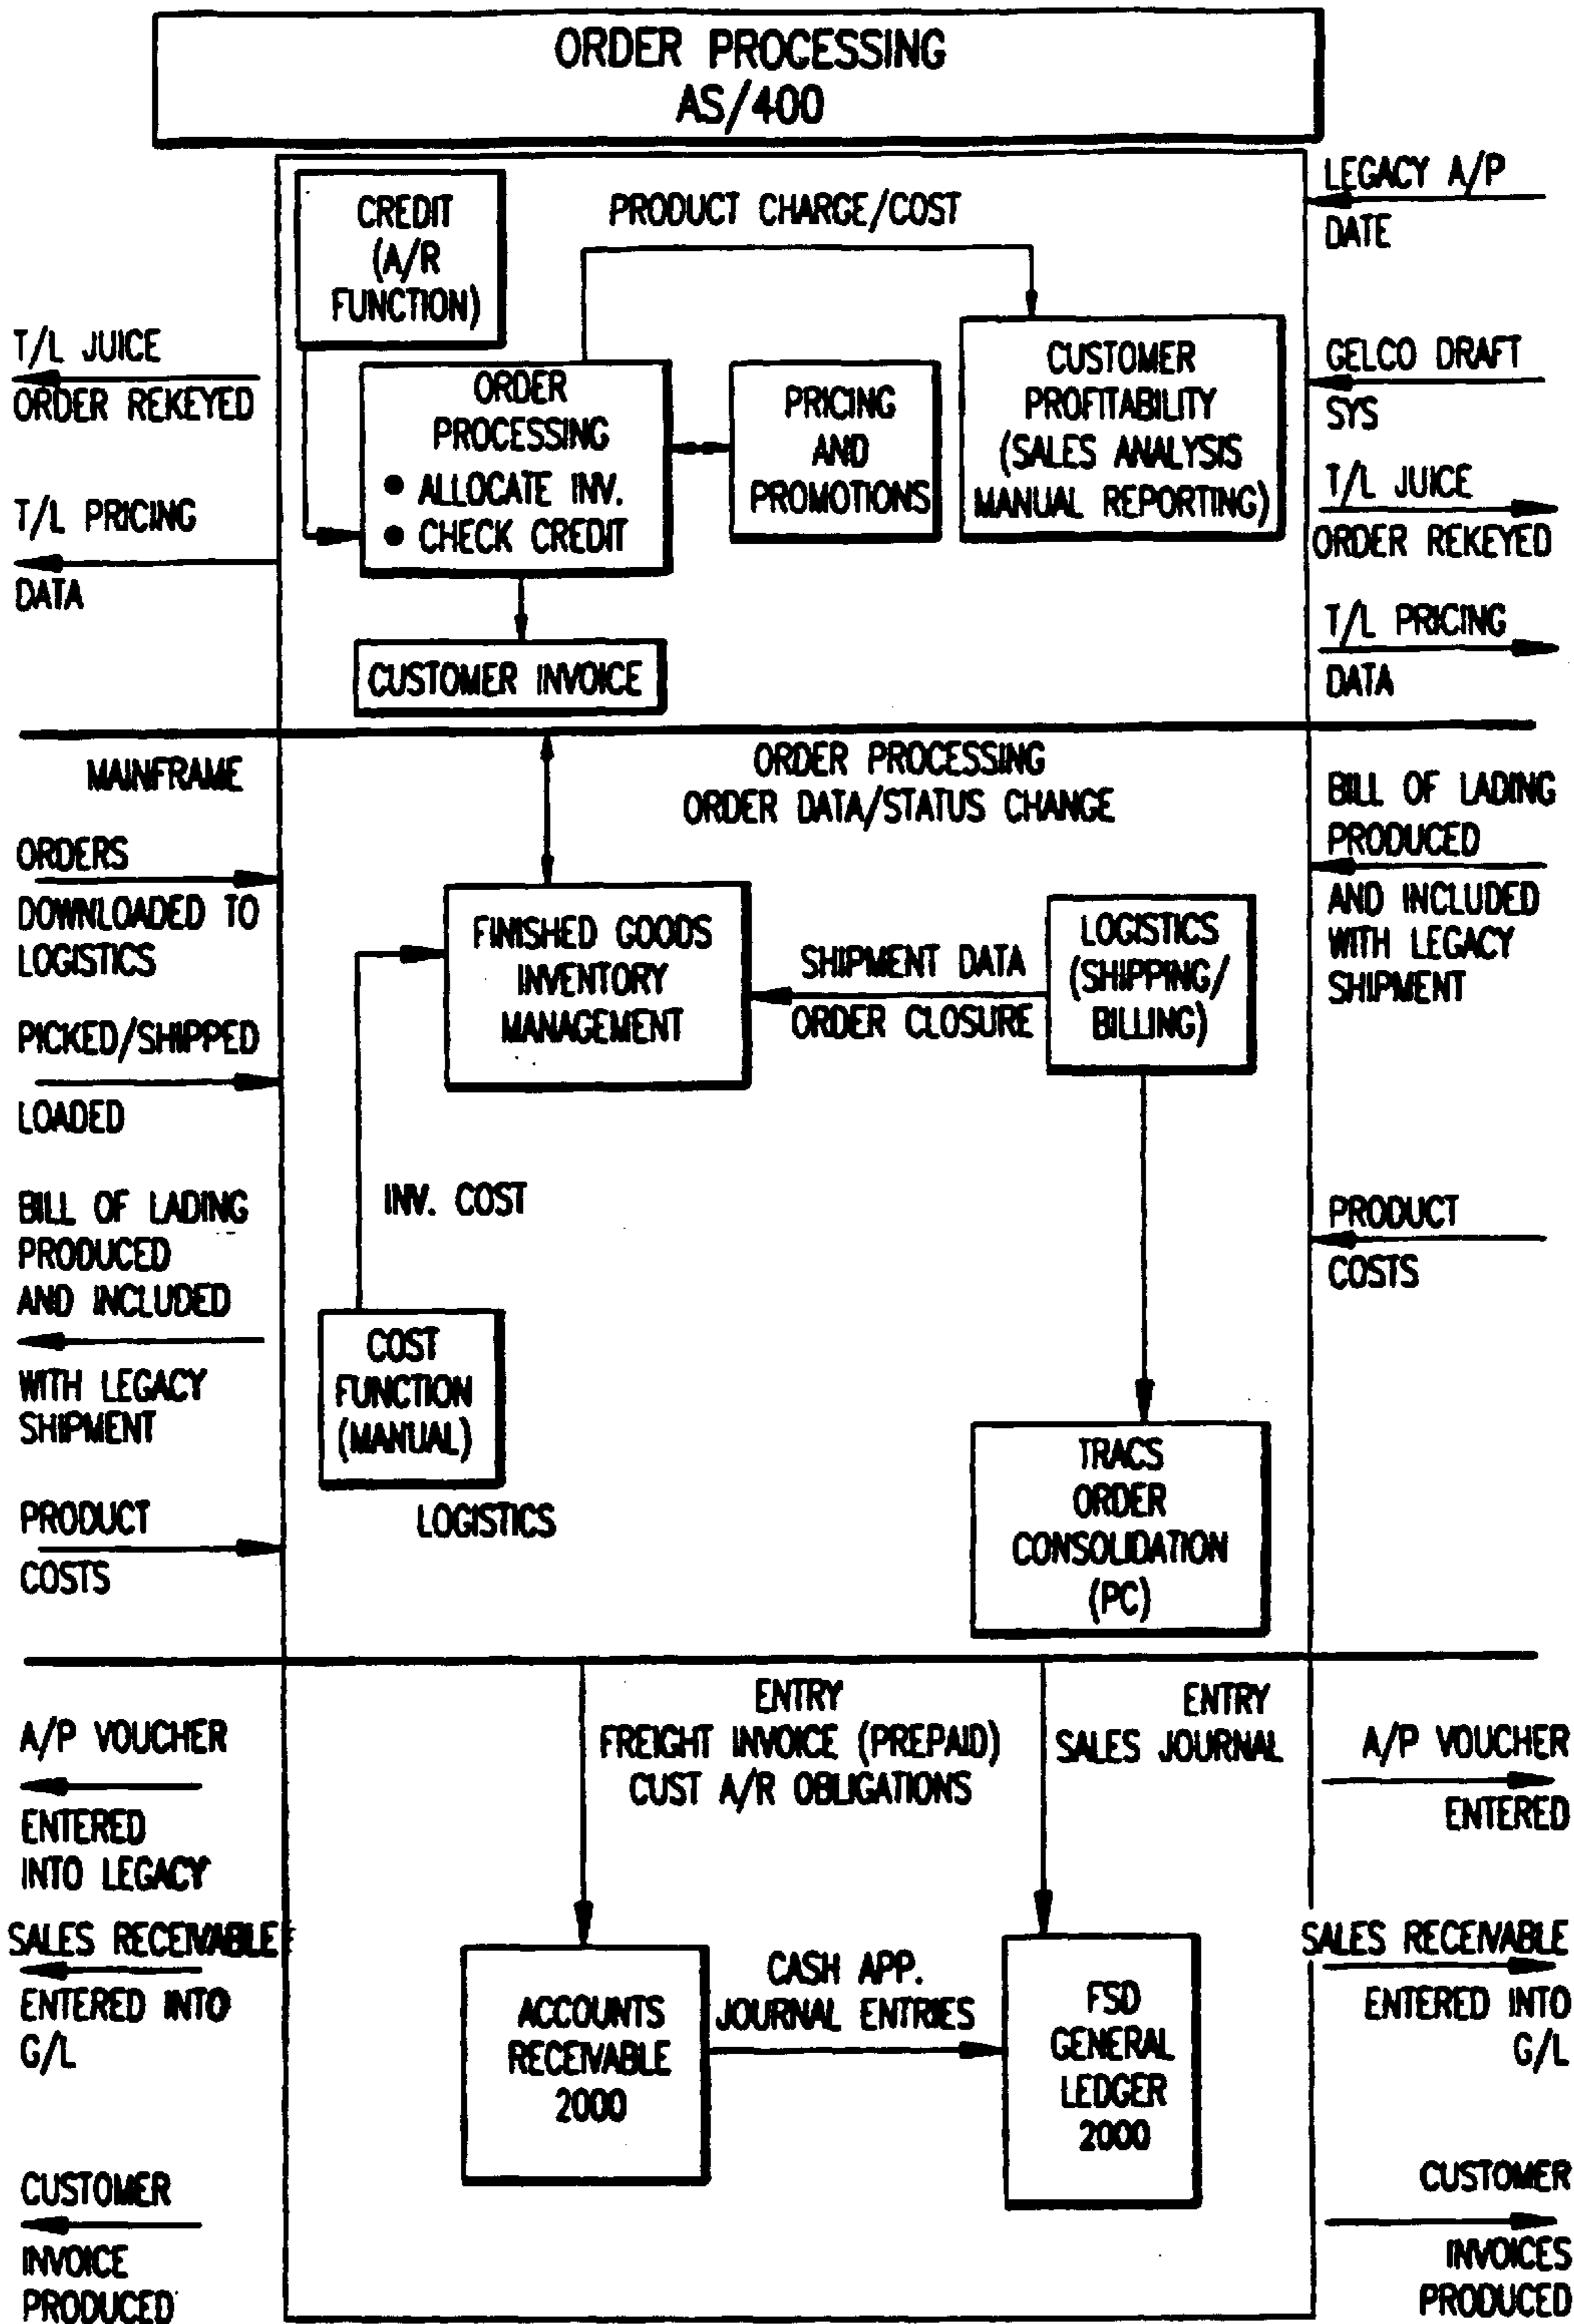 ORDER PROCESSING
AS/400
CREDIT
(A/R
FUNCTION)
PRODUCT CHARGE/COST
LEGACY A/P
DATE
T/L JUICE
ORDER REKEYED
ORDER
PROCESSING
● ALLOCATE INV.
● CHECK CREDIT
PRICING
AND
PROMOTIONS
CUSTOMER
PROFITABILITY
(SALES ANALYSIS
MANUAL REPORTING)
GELCO DRAFT
SYS
T/L PRICING
DATA
T/L JUICE
ORDER REKEYED
CUSTOMER INVOICE
T/L PRICING
DATA
MAINFRAME
ORDER PROCESSING
ORDER DATA/STATUS CHANGE
ORDERS
DOWNLOADED TO
LOGISTICS
FINISHED GOODS
INVENTORY
MANAGEMENT
SHIPMENT DATA
ORDER CLOSURE
LOGISTICS
(SHIPPING/
BILLING)
BILL OF LADING
PRODUCED
AND INCLUDED
WITH LEGACY
SHIPMENT
PICKED/SHIPPED
LOADED
INV. COST
BILL OF LADING
PRODUCED
AND INCLUDED
WITH LEGACY
SHIPMENT
PRODUCT
COSTS
COST
FUNCTION
(MANUAL)
LOGISTICS
TRACS
ORDER
CONSOLIDATION
(PC)
PRODUCT
COSTS
ENTRY
FREIGHT INVOICE (PREPAID)
CUST A/R OBLIGATIONS
ENTRY
SALES JOURNAL
A/P VOUCHER
ENTERED
INTO LEGACY
A/P VOUCHER
ENTERED
SALES RECEIVABLE
ENTERED INTO
G/L
ACCOUNTS
RECEIVABLE
2000
CASH APP.
JOURNAL ENTRIES
FSD
GENERAL
LEDGER
2000
SALES RECEIVABLE
ENTERED INTO
G/L
CUSTOMER
INVOICE
PRODUCED
CUSTOMER
INVOICES
PRODUCED